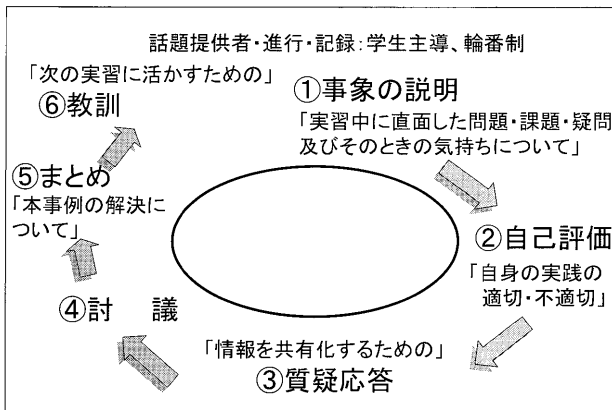 話題提供者・進行・記録:学生主導、輪番制
①事象の説明
「実習中に直面した問題・課題・疑問
及びそのときの気持ちについて」
②自己評価
「自身の実践の
適切・不適切」
「情報を共有化するための」
③質疑応答
④討　議
⑤まとめ
「本事例の解決に
ついて」
「次の実習に活かすための」
⑥教訓